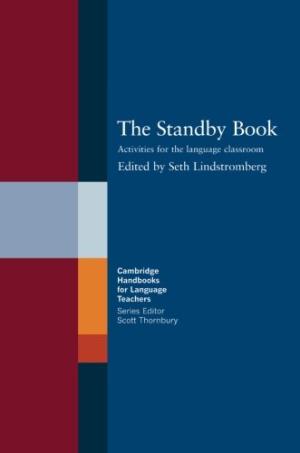 The Standby Book
Activities for the language classroom
Edited by Seth Lindstromberg
Cambridge
Handbooks
for Language
Teachers
Series Editor
Scott Thornbury